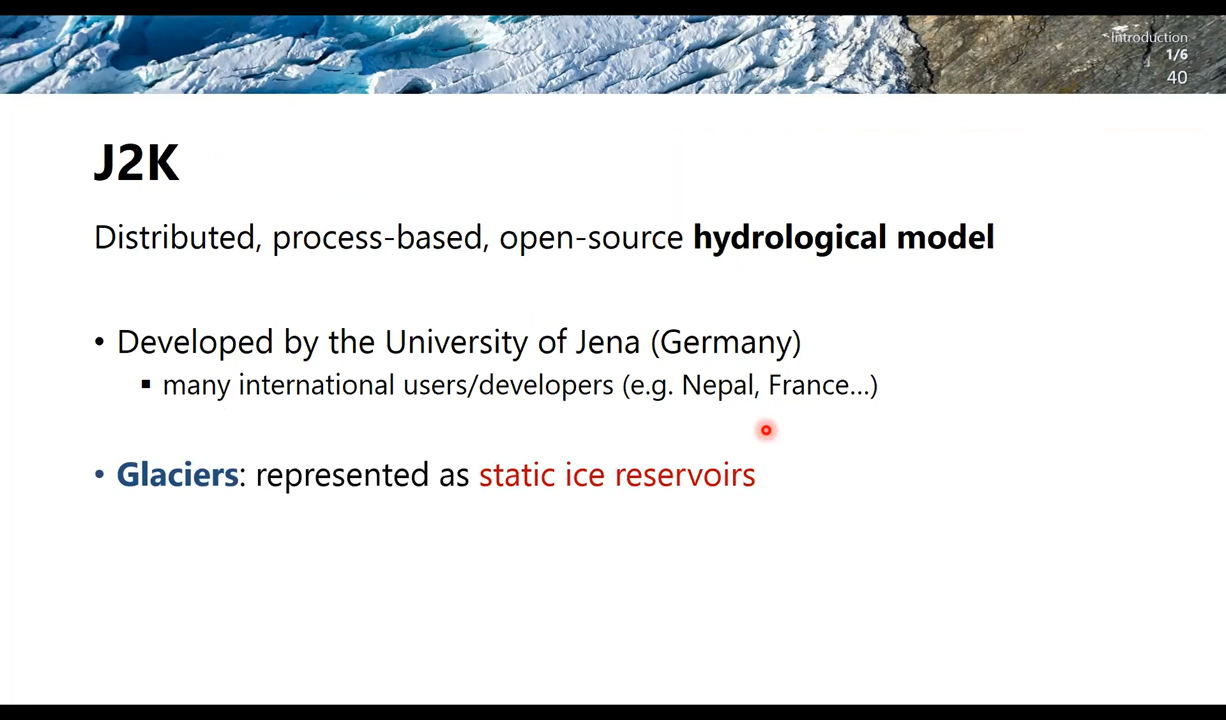 Introduction
1/6
40
J2K
Distributed, process-based, open-source hydrological model
• Developed by the University of Jena (Germany)
▪ many international users/developers (e.g. Nepal, France...)
• Glaciers: represented as static ice reservoirs